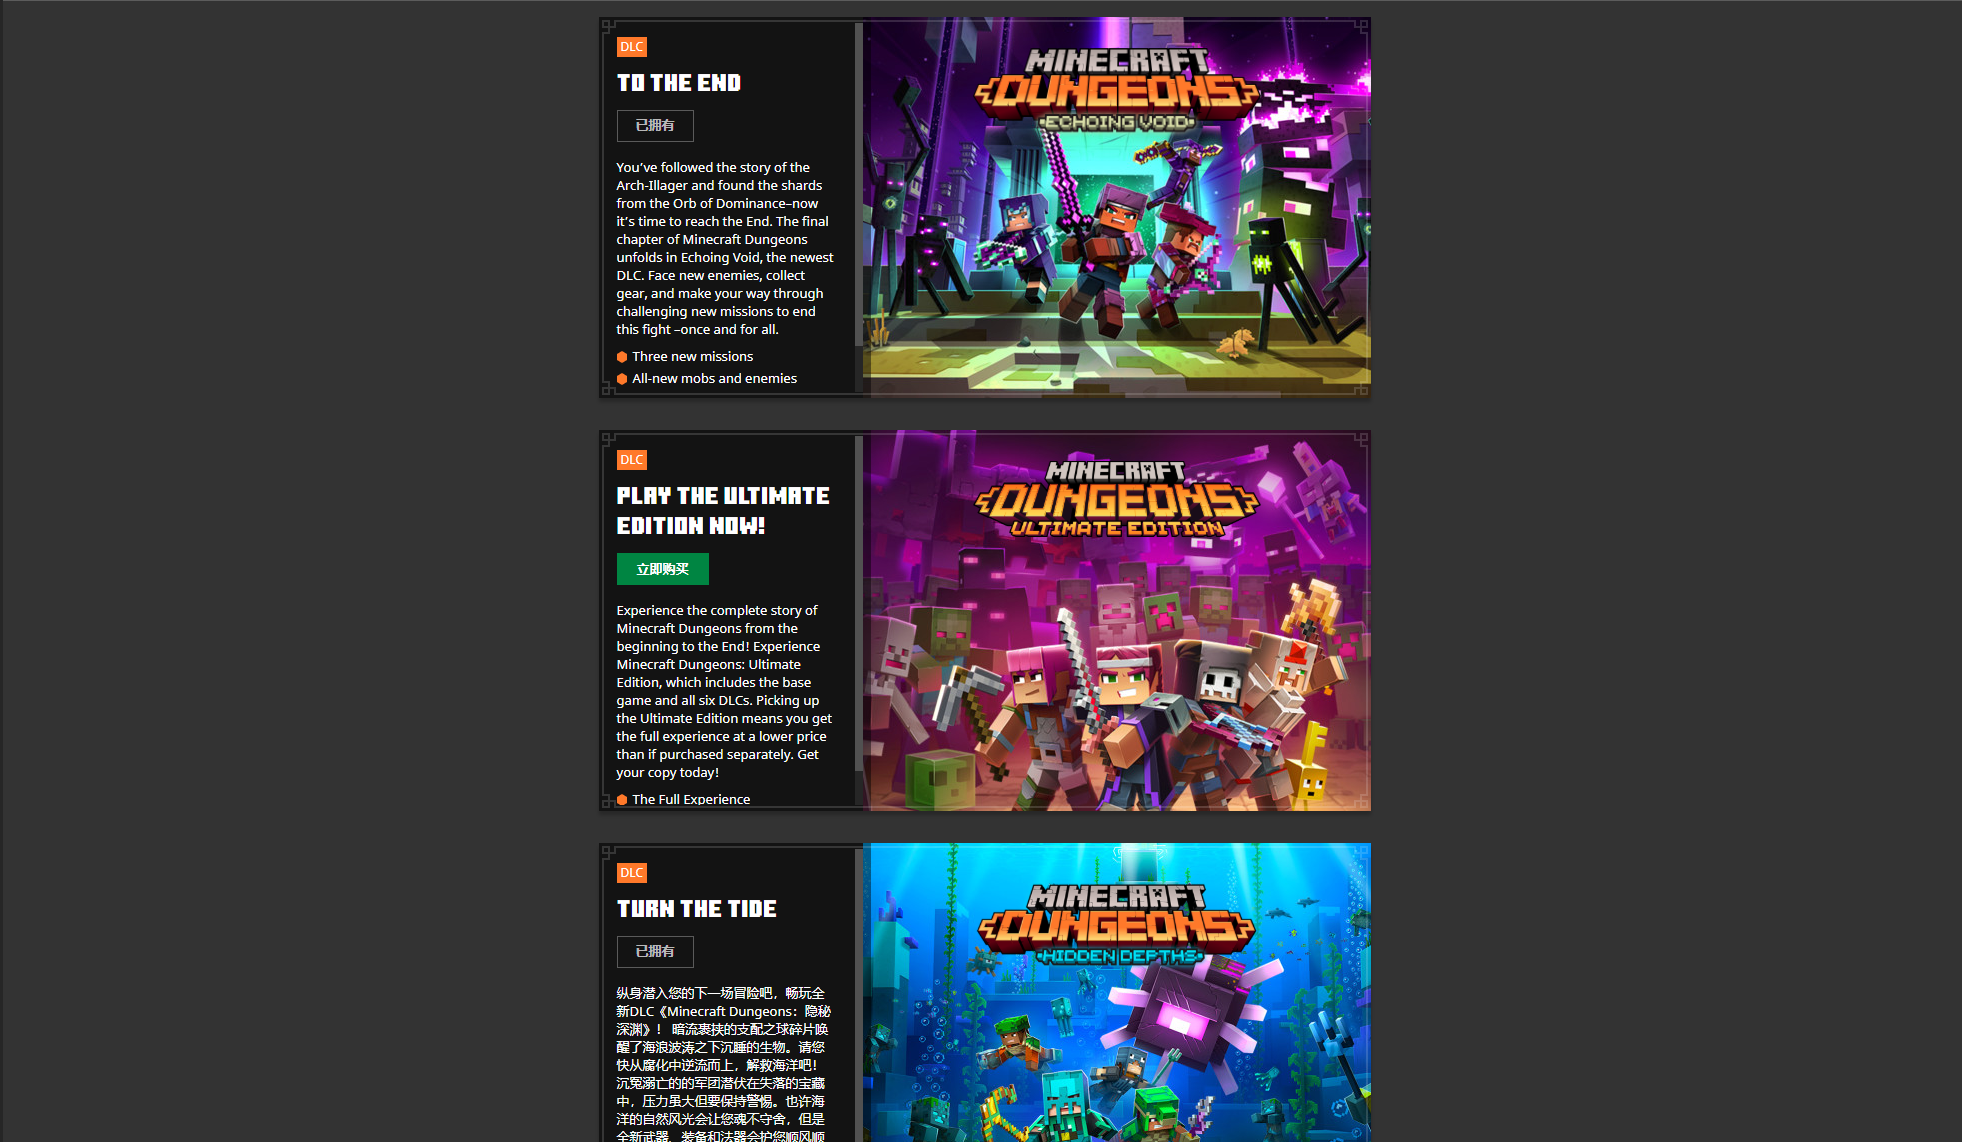 DLC
TO THE END
已拥有
You’ve followed the story of the
Arch-Illager and found the shards
from the Orb of Dominance–now
it’s time to reach the End. The final
chapter of Minecraft Dungeons
unfolds in Echoing Void, the newest
DLC. Face new enemies, collect
gear, and make your way through
challenging new missions to end
this fight –once and for all.
Three new missions
All-new mobs and enemies
MINECRAFT
DUNGEONS
ECHOING VOID
DLC
PLAY THE ULTIMATE
EDITION NOW!
立即购买
Experience the complete story of
Minecraft Dungeons from the
beginning to the End! Experience
Minecraft Dungeons: Ultimate
Edition, which includes the base
game and all six DLCs. Picking up
the Ultimate Edition means you get
the full experience at a lower price
than if purchased separately. Get
your copy today!
The Full Experience
MINECRAFT
DUNGEONS
ULTIMATE EDITION
DLC
TURN THE TIDE
已拥有
纵身潜入您的下一场冒险吧，畅玩全
新DLC《Minecraft Dungeons：隐秘
深渊》！ 暗流裹挟的支配之球碎片唤
醒了海浪波涛之下沉睡的生物。请您
快从腐化中逆流而上，解救海洋吧！
沉冤溺亡的的军团潜伏在失落的宝藏
中，压力虽大但要保持警惕。也许海
洋的自然风光会让您魂不守舍，但是
全新武器、装备和法器会护您顺风顺
MINECRAFT
DUNGEONS
HIDDEN DEPTHS